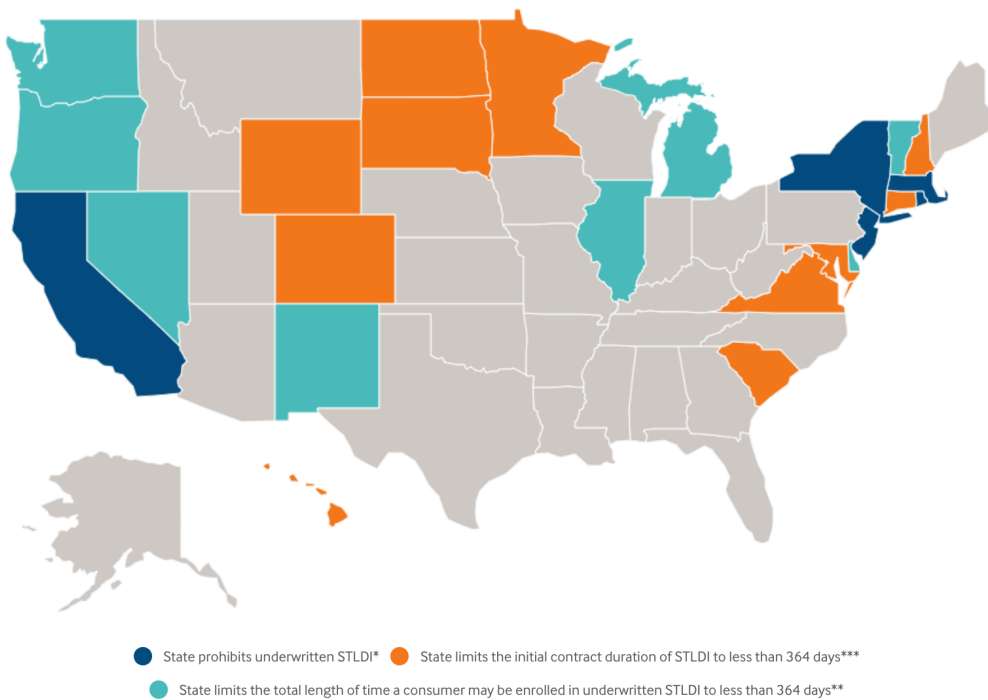 State prohibits underwritten STLDI* State limits the initial contract duration of STLDI to less than 364 days***
State limits the total length of time a consumer may be enrolled in underwritten STLDI to less than 364 days**